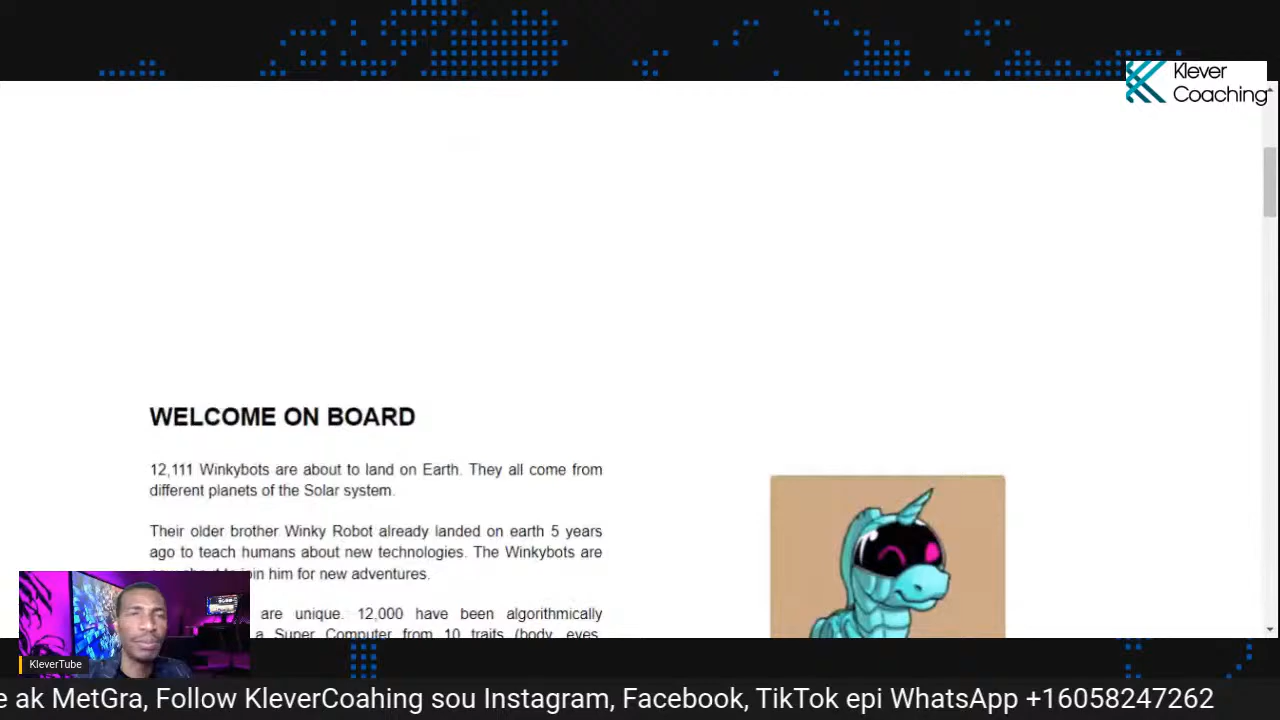 Klever
Coaching
WELCOME ON BOARD
12,111 Winkybots are about to land on Earth. They all come from
different planets of the Solar system.
Their older brother Winky Robot already landed on earth 5 years
ago to teach humans about new technologies. The Winkybots are
him for new adventures.
are unique. 12,000 have been algorithmically
a Super Computer from 10 traits (body, eyes,
KleverTube
e ak MetGra, Follow KleverCoahing sou Instagram, Facebook, TikTok epi WhatsApp +16058247262